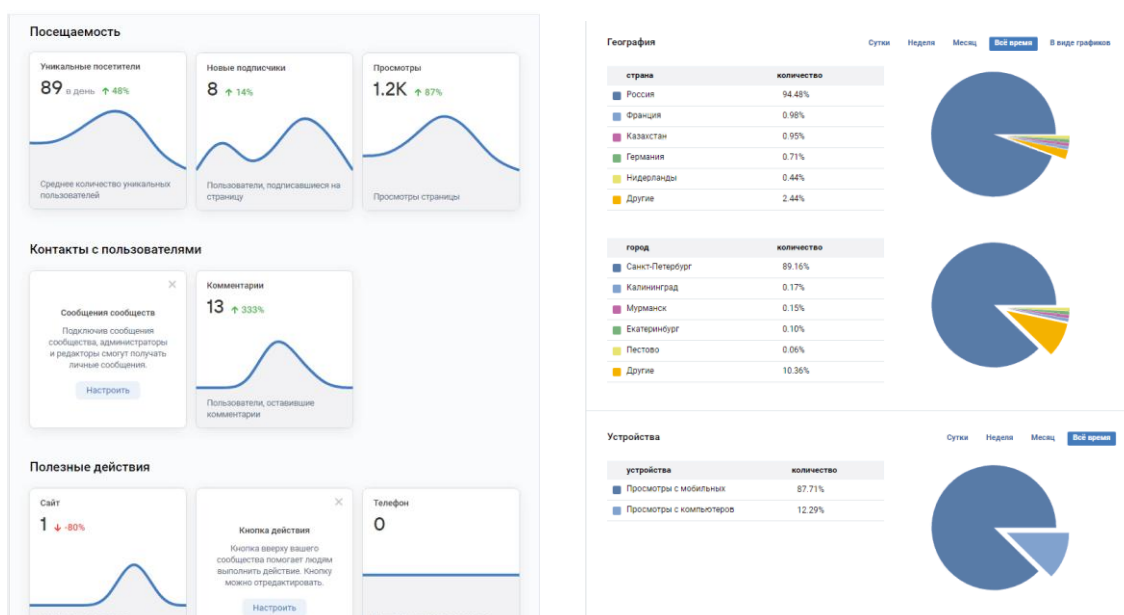 Посещаемость
Уникальные посетители
89 в день ↑ 48%
Среднее количество уникальных
пользователей
Новые подписчики
8 ↑ 14%
Пользователи, подписавшиеся на
страницу
Просмотры
1.2K ↑ 87%
Просмотры страницы
Контакты с пользователями
Сообщения сообществ
Подключив сообщения
сообщества, администраторы
и редакторы смогут получать
личные сообщения.
Настроить
Комментарии
13 ↑ 333%
Пользователи, оставившие
комментарии
Полезные действия
Сайт
1 ↓ -80%
Кнопка действия
Кнопка вверху вашего
сообщества помогает людям
выполнить действие. Кнопку
можно отредактировать.
Настроить
Телефон
0
География
Сутки Неделя Месяц Всё время В виде графиков
страна количество
Россия 94.48%
Франция 0.98%
Казахстан 0.95%
Германия 0.71%
Нидерланды 0.44%
Другие 2.44%
город количество
Санкт-Петербург 89.16%
Калининград 0.17%
Мурманск 0.15%
Екатеринбург 0.10%
Пестово 0.06%
Другие 10.36%
Устройства
Сутки Неделя Месяц Всё время
устройства количество
Просмотры с мобильных 87.71%
Просмотры с компьютеров 12.29%